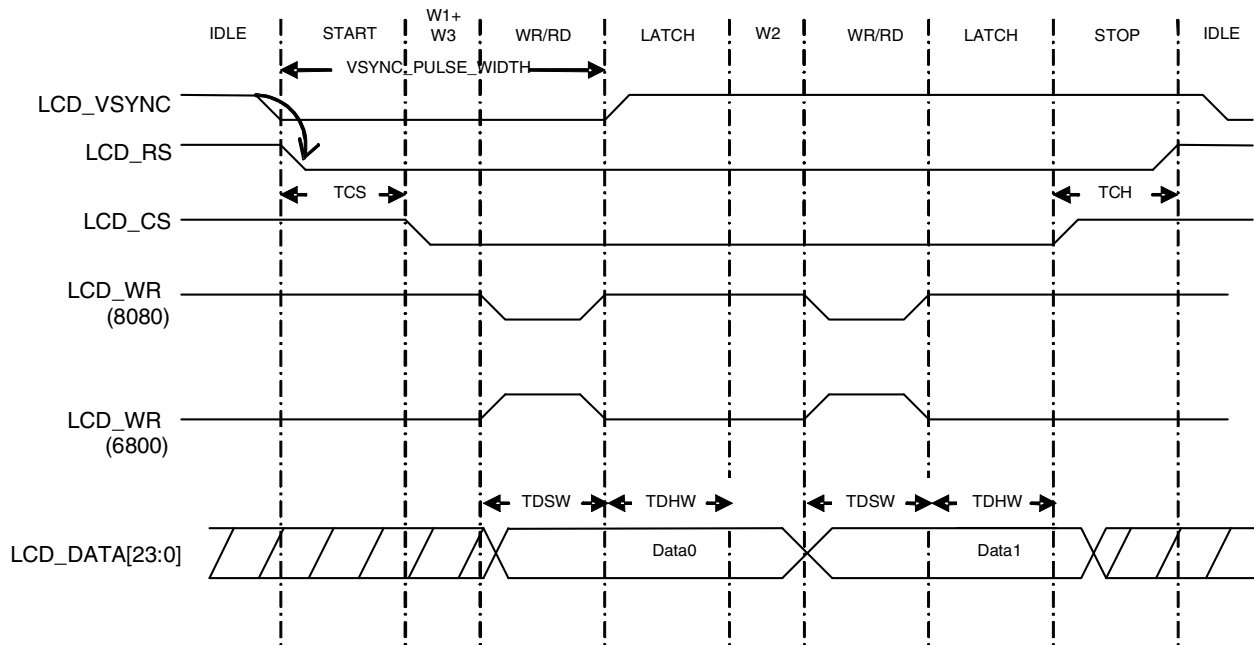 W1+
IDLE START W3 WR/RD LATCH W2 WR/RD LATCH STOP IDLE
VSYNC_PULSE_WIDTH
LCD_VSYNC
LCD_RS
TCS TCH
LCD_CS
LCD_WR
(8080)
LCD_WR
(6800)
TDSW TDHW TDSW TDHW
LCD_DATA[23:0] Data0 Data1